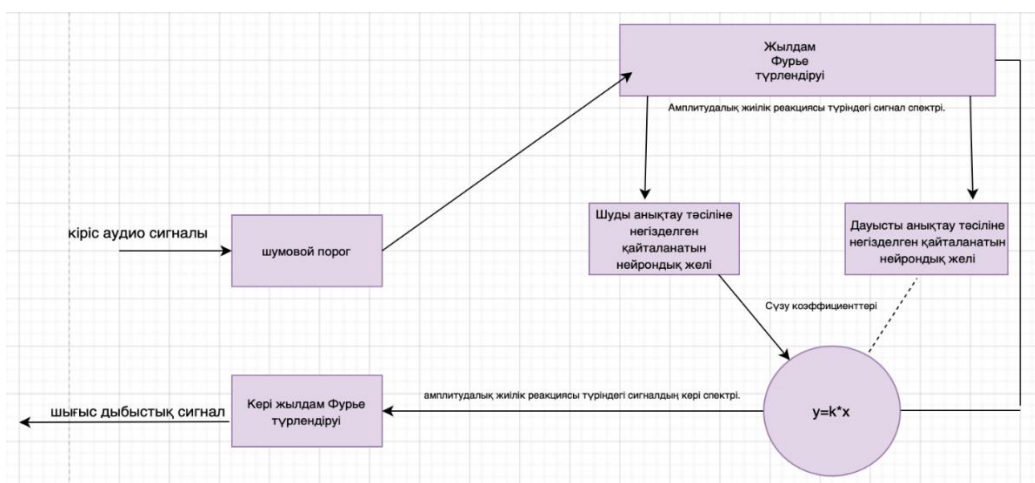 Жылдам
Фурье
түрлендіруі
Амплитудалық жиілік реакциясы түріндегі сигнал спектрі.
кіріс аудио сигналы
шумовой порог
Шуды анықтау тәсіліне
негізделген
қайталанатын
нейрондық желі
Дауысты анықтау тәсіліне
негізделген қайталанатын
нейрондық желі
Сүзу коэффициенттері
шығыс дыбыстық сигнал
Кері жылдам Фурье
түрлендіруі
амплитудалық жиілік реакциясы түріндегі сигналдың кері спектрі.
y=k*x